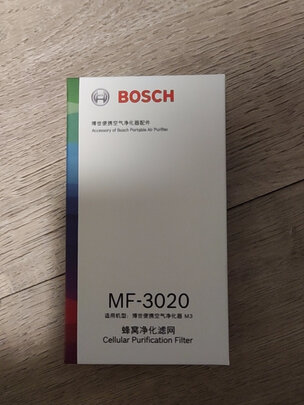 BOSCH
博世便携空气净化器配件
Accessory of Bosch Portable Air Purifier
MF-3020
适用机型：博世便携空气净化器 M3
蜂窝净化滤网
Cellular Purification Filter